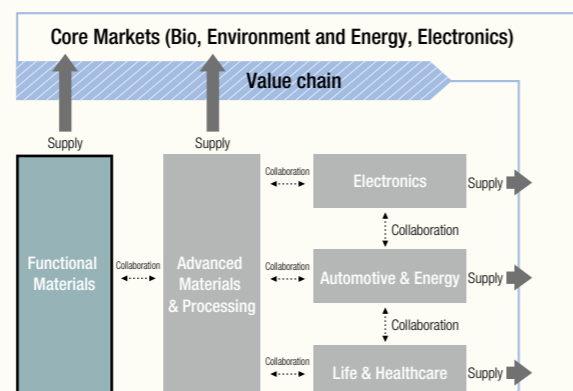 Core Markets (Bio, Environment and Energy, Electronics)
Value chain
Supply
Supply
Functional
Materials
Collaboration
Advanced
Materials
& Processing
Collaboration
Electronics
Supply
Collaboration
Collaboration
Automotive & Energy
Supply
Collaboration
Collaboration
Life & Healthcare
Supply